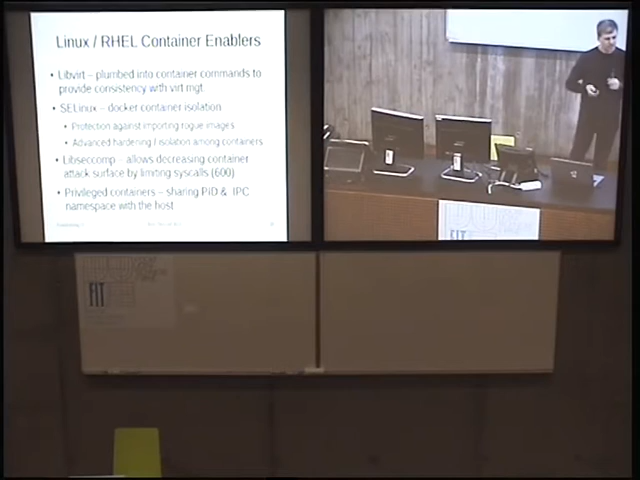 Linux / RHEL Container Enablers
• Libvirt – plumbed into container commands to
provide consistency with virt mgt.
• SELinux – docker container isolation
• Protection against importing rogue images
• Advanced hardening / isolation among containers
• Libseccomp – allows decreasing container
attack surface by limiting syscalls (600)
• Privileged containers – sharing PID & IPC
namespace with the host
FIT
FIT